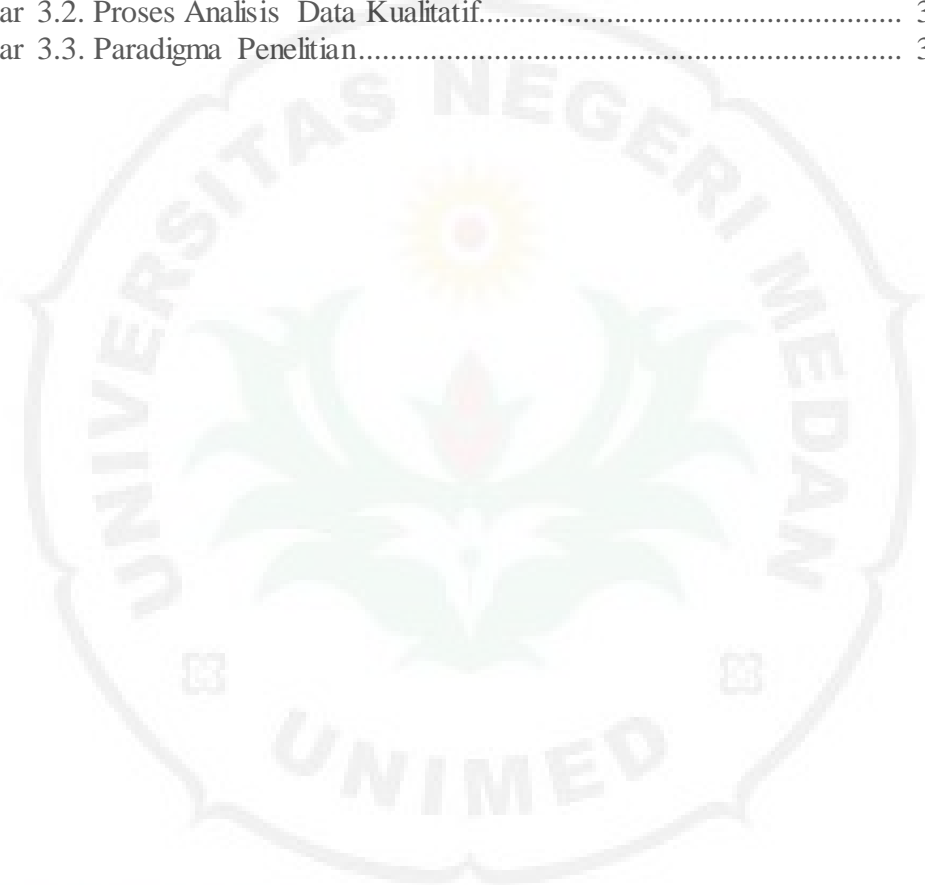 ar 3.2. Proses Analisis Data Kualitatif.................................................... 3
ar 3.3. Paradigma Penelitian.................................................................... 3
UNIVERSITAS NEGERI MEDAN
UNIMED